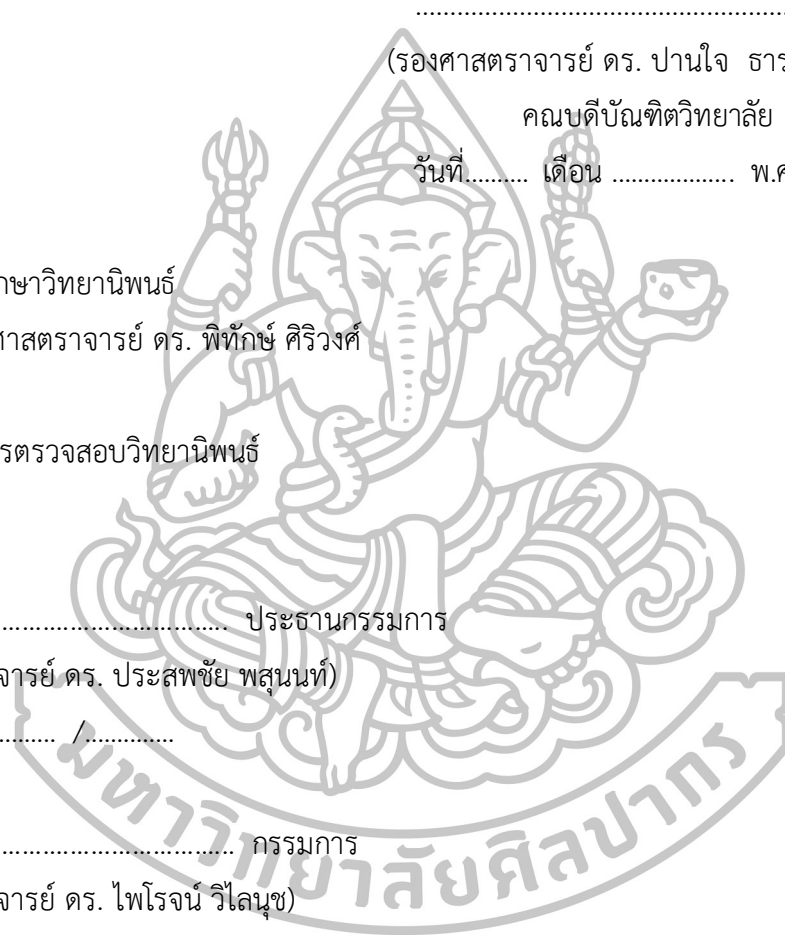 ......................................................
(รองศาสตราจารย์ ดร. ปานใจ ธาร
คณบดีบัณฑิตวิทยาลัย
วันที่.......... เดือน .................. พ.ศ
กษาวิทยานิพนธ์
ศาสตราจารย์ ดร. พิทักษ์ ศิริวงศ์
รตรวจสอบวิทยานิพนธ์
.................................. ประธานกรรมการ
จารย์ ดร. ประสพชัย พสุนนท์)
......... /.............
.................................. กรรมการ
จารย์ ดร. ไพโรจน์ วิไลนุช)
มหาวิทยาลัยศิลปากร